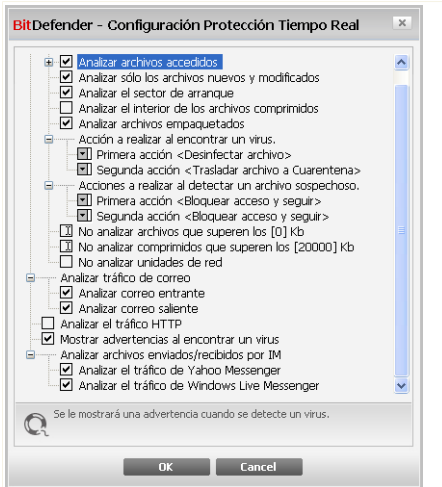 BitDefender - Configuración Protección Tiempo Real
Analizar archivos accedidos
Analizar sólo los archivos nuevos y modificados
Analizar el sector de arranque
Analizar el interior de los archivos comprimidos
Analizar archivos empaquetados
Acción a realizar al encontrar un virus.
Primera acción <Desinfectar archivo>
Segunda acción <Trasladar archivo a Cuarentena>
Acciones a realizar al detectar un archivo sospechoso.
Primera acción <Bloquear acceso y seguir>
Segunda acción <Bloquear acceso y seguir>
No analizar archivos que superen los [0] Kb
No analizar comprimidos que superen los [20000] Kb
No analizar unidades de red
Analizar tráfico de correo
Analizar correo entrante
Analizar correo saliente
Analizar el tráfico HTTP
Mostrar advertencias al encontrar un virus
Analizar archivos enviados/recibidos por IM
Analizar el tráfico de Yahoo Messenger
Analizar el tráfico de Windows Live Messenger
Se le mostrará una advertencia cuando se detecte un virus.
OK Cancel